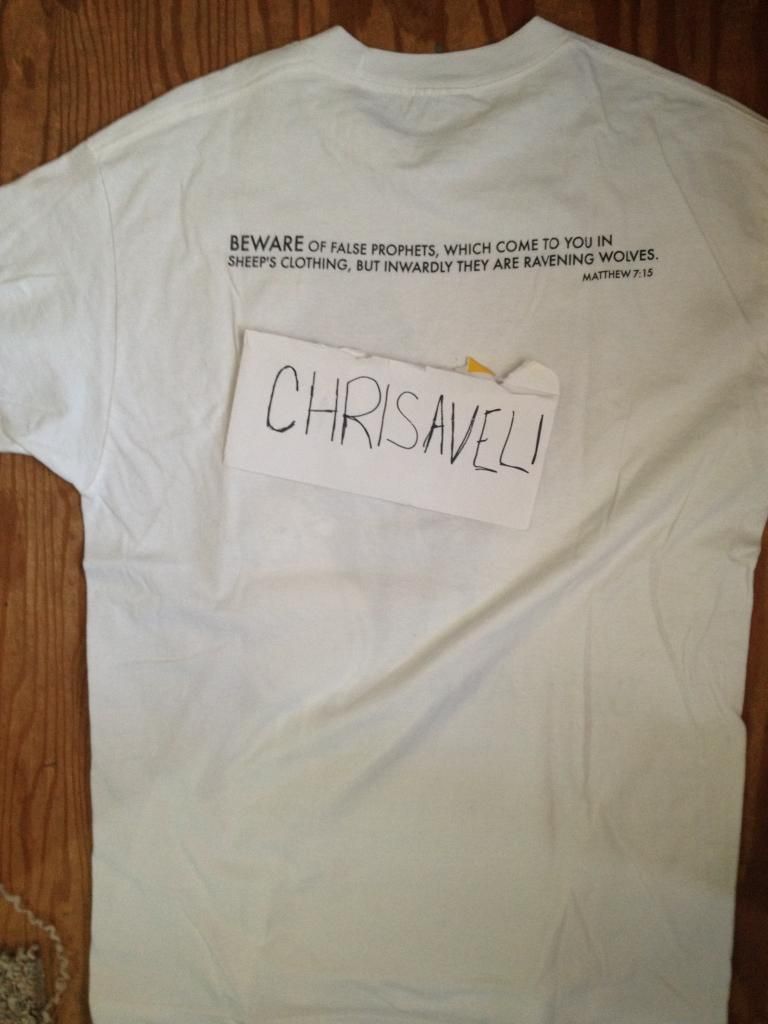 BEWARE OF FALSE PROPHETS, WHICH COME TO YOU IN
SHEEP'S CLOTHING, BUT INWARDLY THEY ARE RAVENING WOLVES.
MATTHEW 7:15
CHRISAVELI